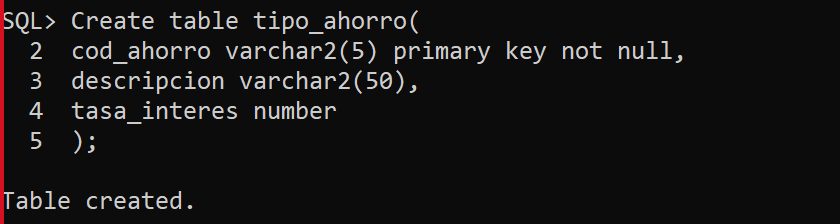 SQL> Create table tipo_ahorro(
  2  cod_ahorro varchar2(5) primary key not null,
  3  descripcion varchar2(50),
  4  tasa_interes number
  5  );

Table created.